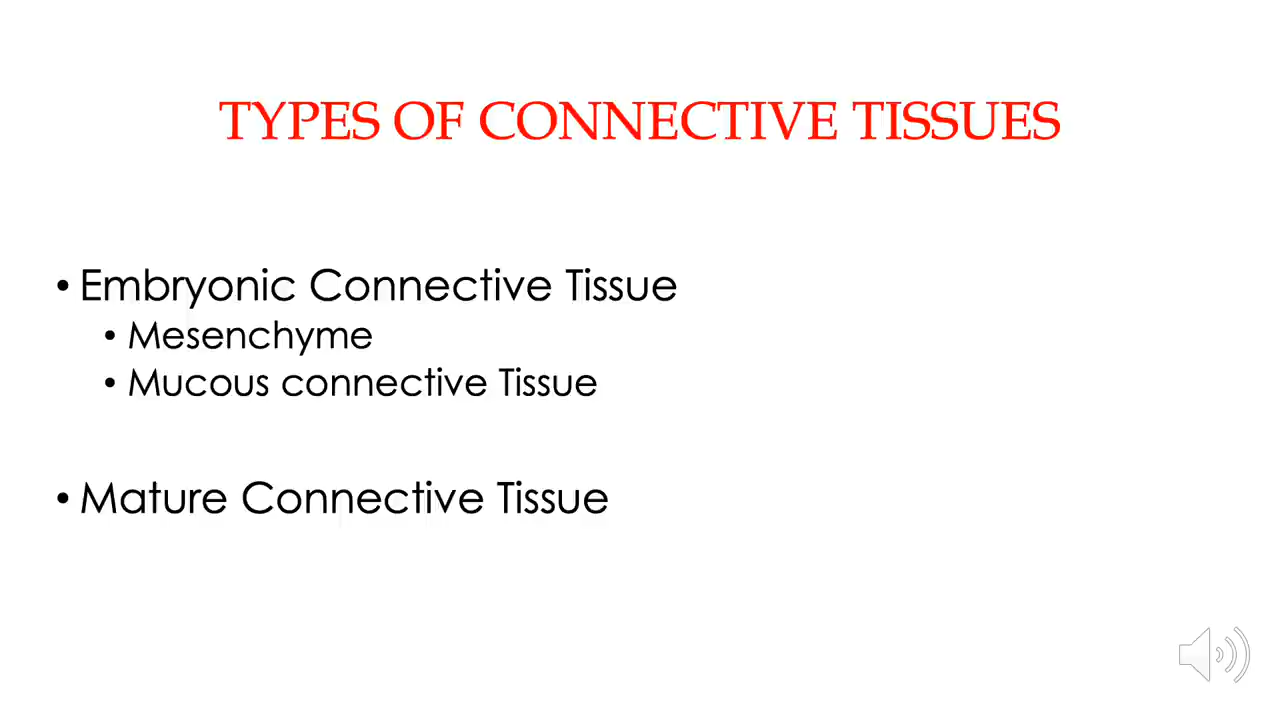 TYPES OF CONNECTIVE TISSUES
• Embryonic Connective Tissue
• Mesenchyme
• Mucous connective Tissue
• Mature Connective Tissue